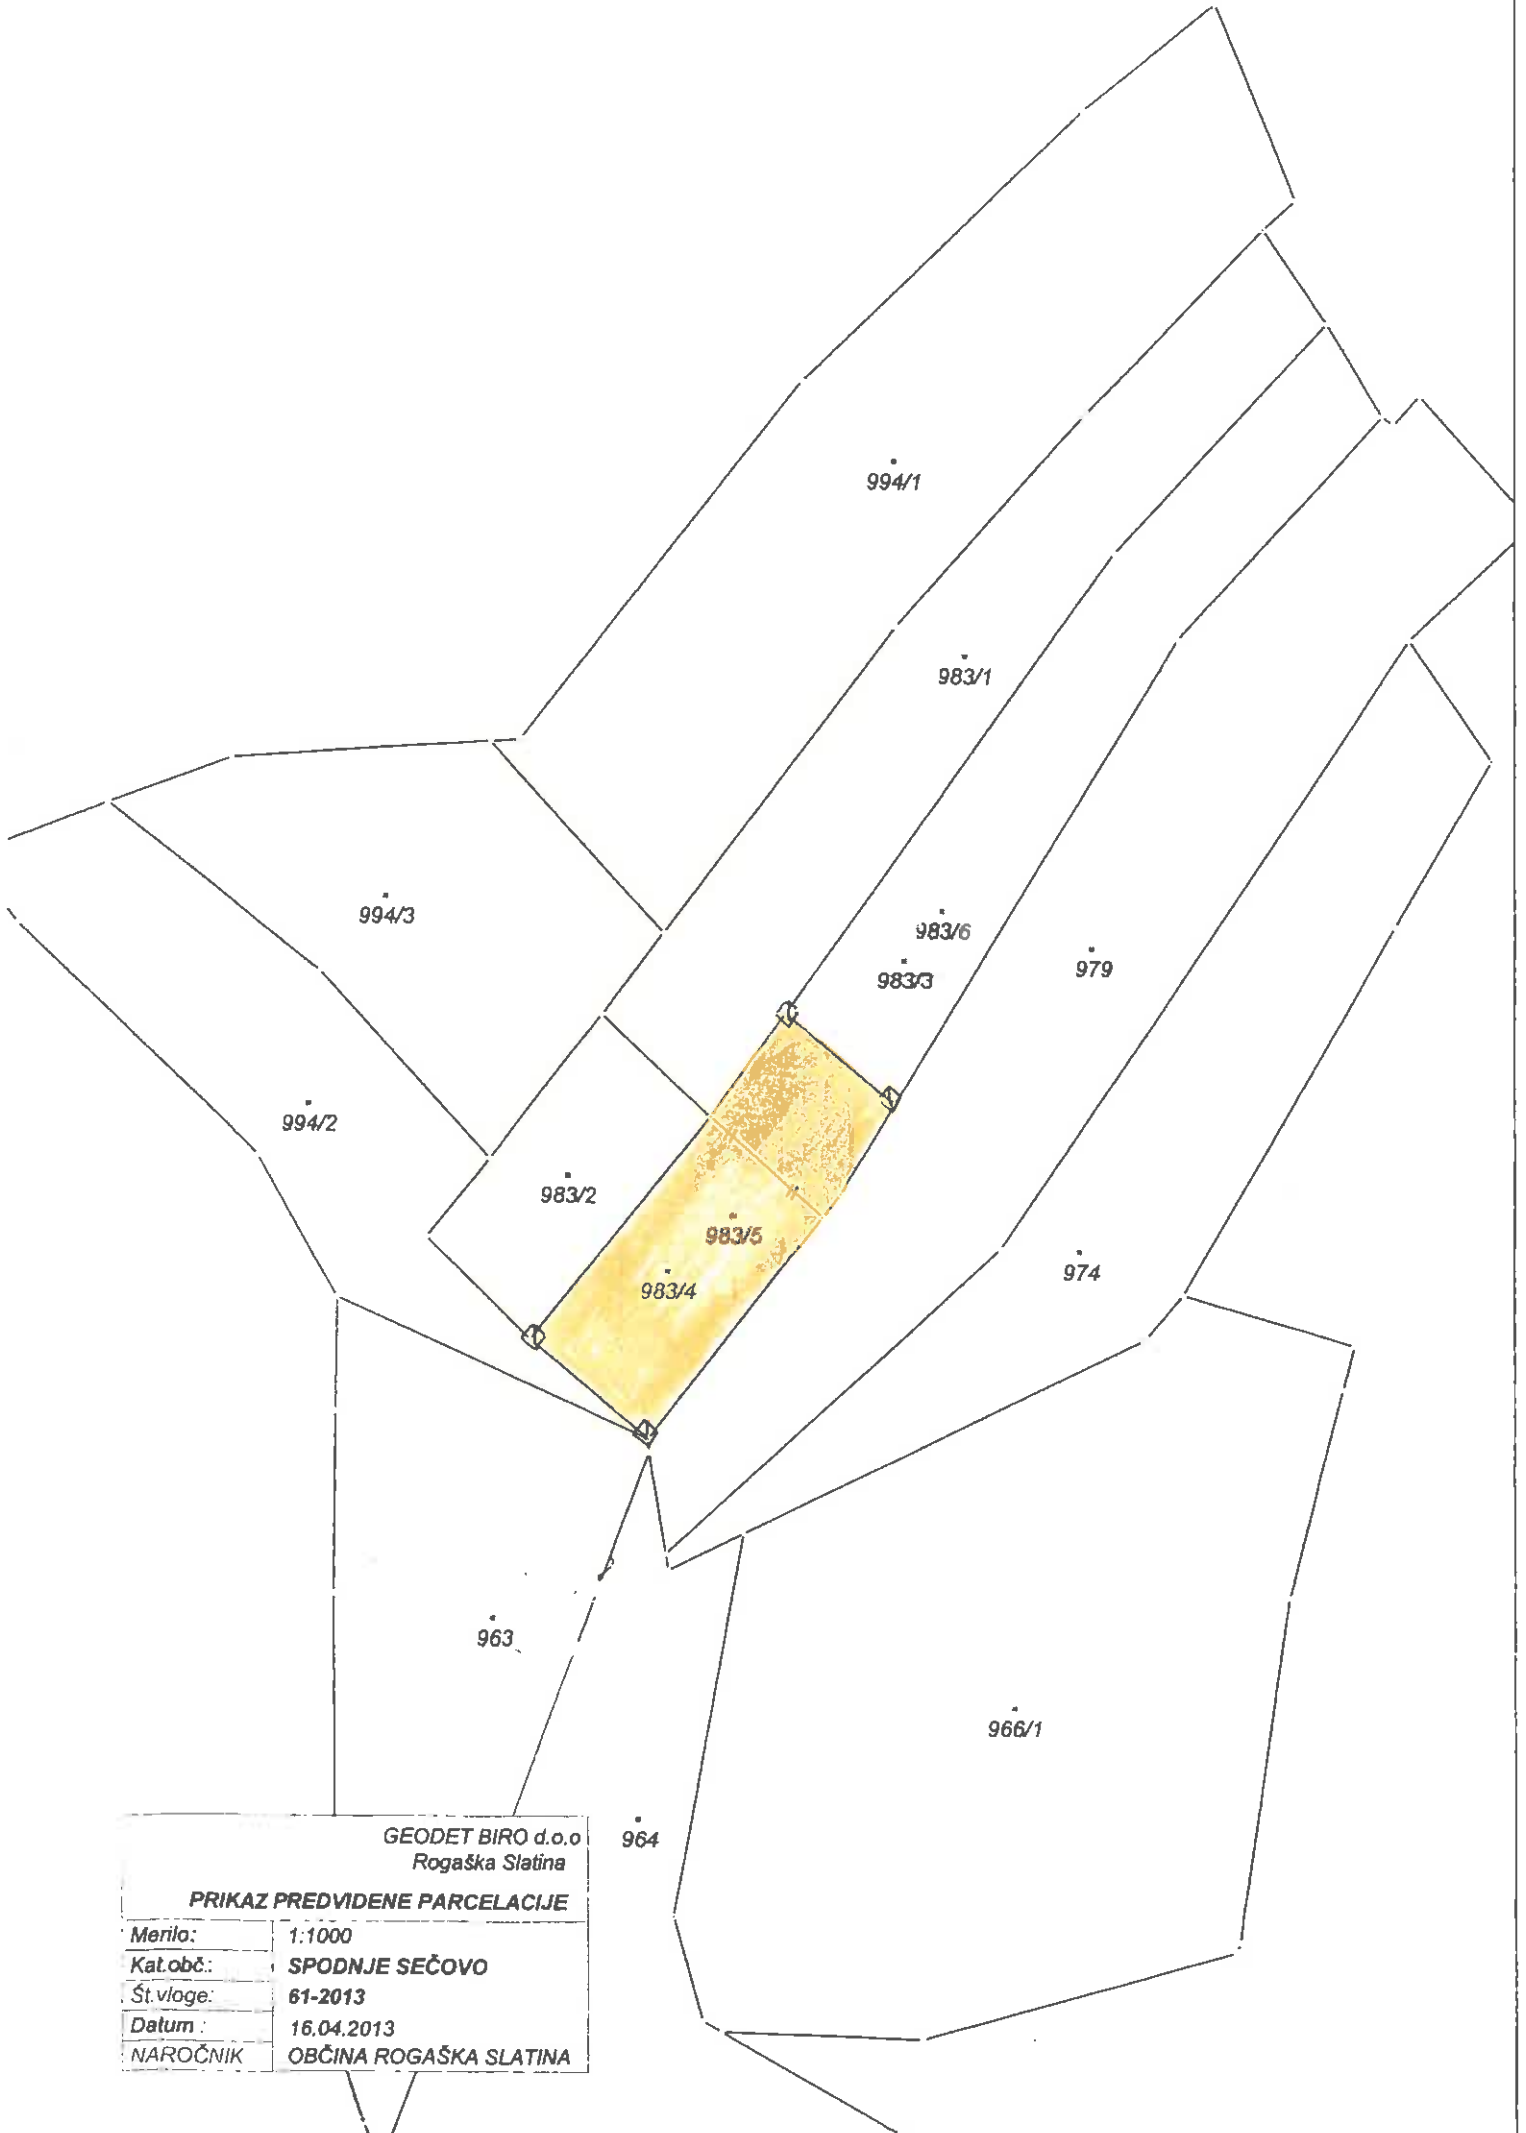 994/1
983/1
994/3
983/6
983/3
979
994/2
983/2
983/5
983/4
974
963
966/1
964
GEODET BIRO d.o.o
Rogaška Slatina
PRIKAZ PREDVIDENE PARCELACIJE
Merilo: 1:1000
Kat.obč.: SPODNJE SEČOVO
Št.vloge: 61-2013
Datum : 16.04.2013
NAROČNIK OBČINA ROGAŠKA SLATINA